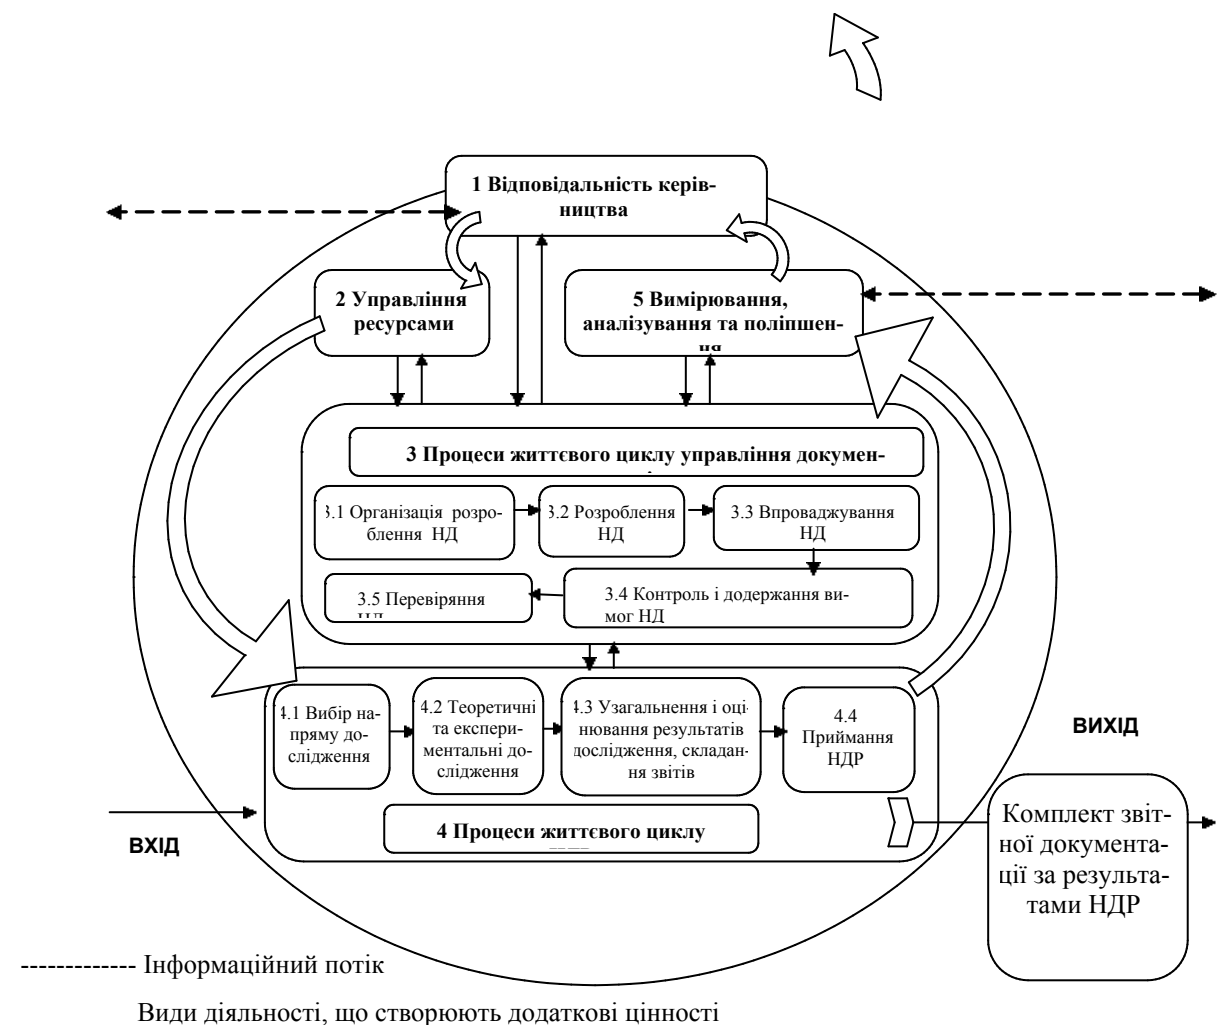 1 Відповідальність керів-
ництва
2 Управління
ресурсами
5 Вимірювання,
аналізування та поліпшен-
ня
3 Процеси життєвого циклу управління докумен-
3.1 Організація розро-
блення НД
3.2 Розроблення
НД
3.3 Впроваджування
НД
3.5 Перевіряння
НД
3.4 Контроль і додержання ви-
мог НД
4.1 Вибір на-
пряму до-
слідження
4.2 Теоретичні
та експери-
ментальні до-
слідження
4.3 Узагальнення і оці-
нювання результатів
дослідження, складан-
ня звітів
4.4
Приймання
НДР
4 Процеси життєвого циклу
ВХІД
ВИХІД
Комплект звіт-
ної документа-
ції за результа-
тами НДР
------------- Інформаційний потік
Види діяльності, що створюють додаткові цінності